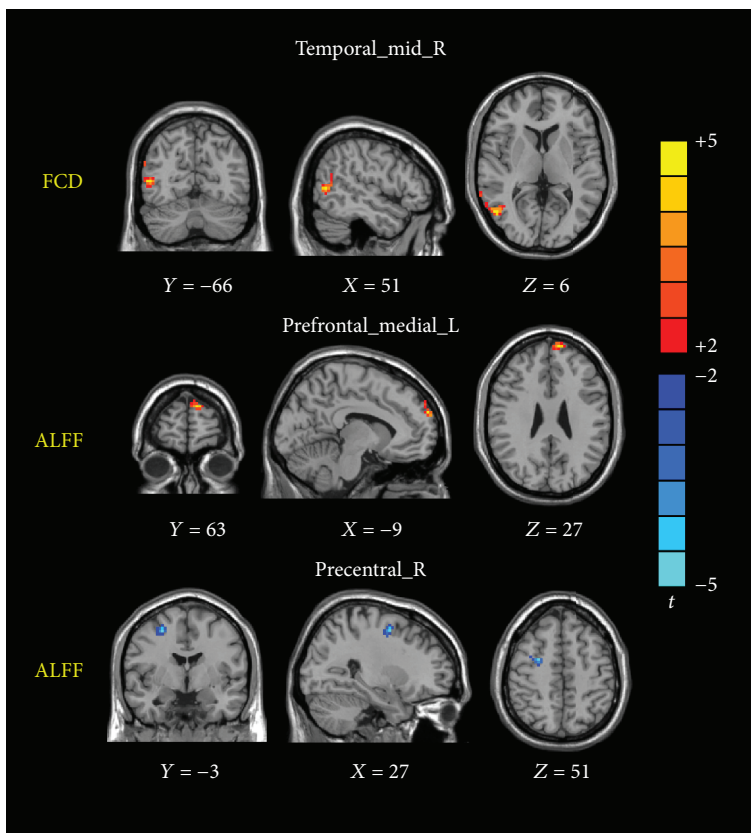 Temporal_mid_R
FCD
Y = −66
X = 51
Z = 6
Prefrontal_medial_L
ALFF
Y = 63
X = −9
Z = 27
Precentral_R
ALFF
Y = −3
X = 27
Z = 51
+5
+2
−2
−5
t